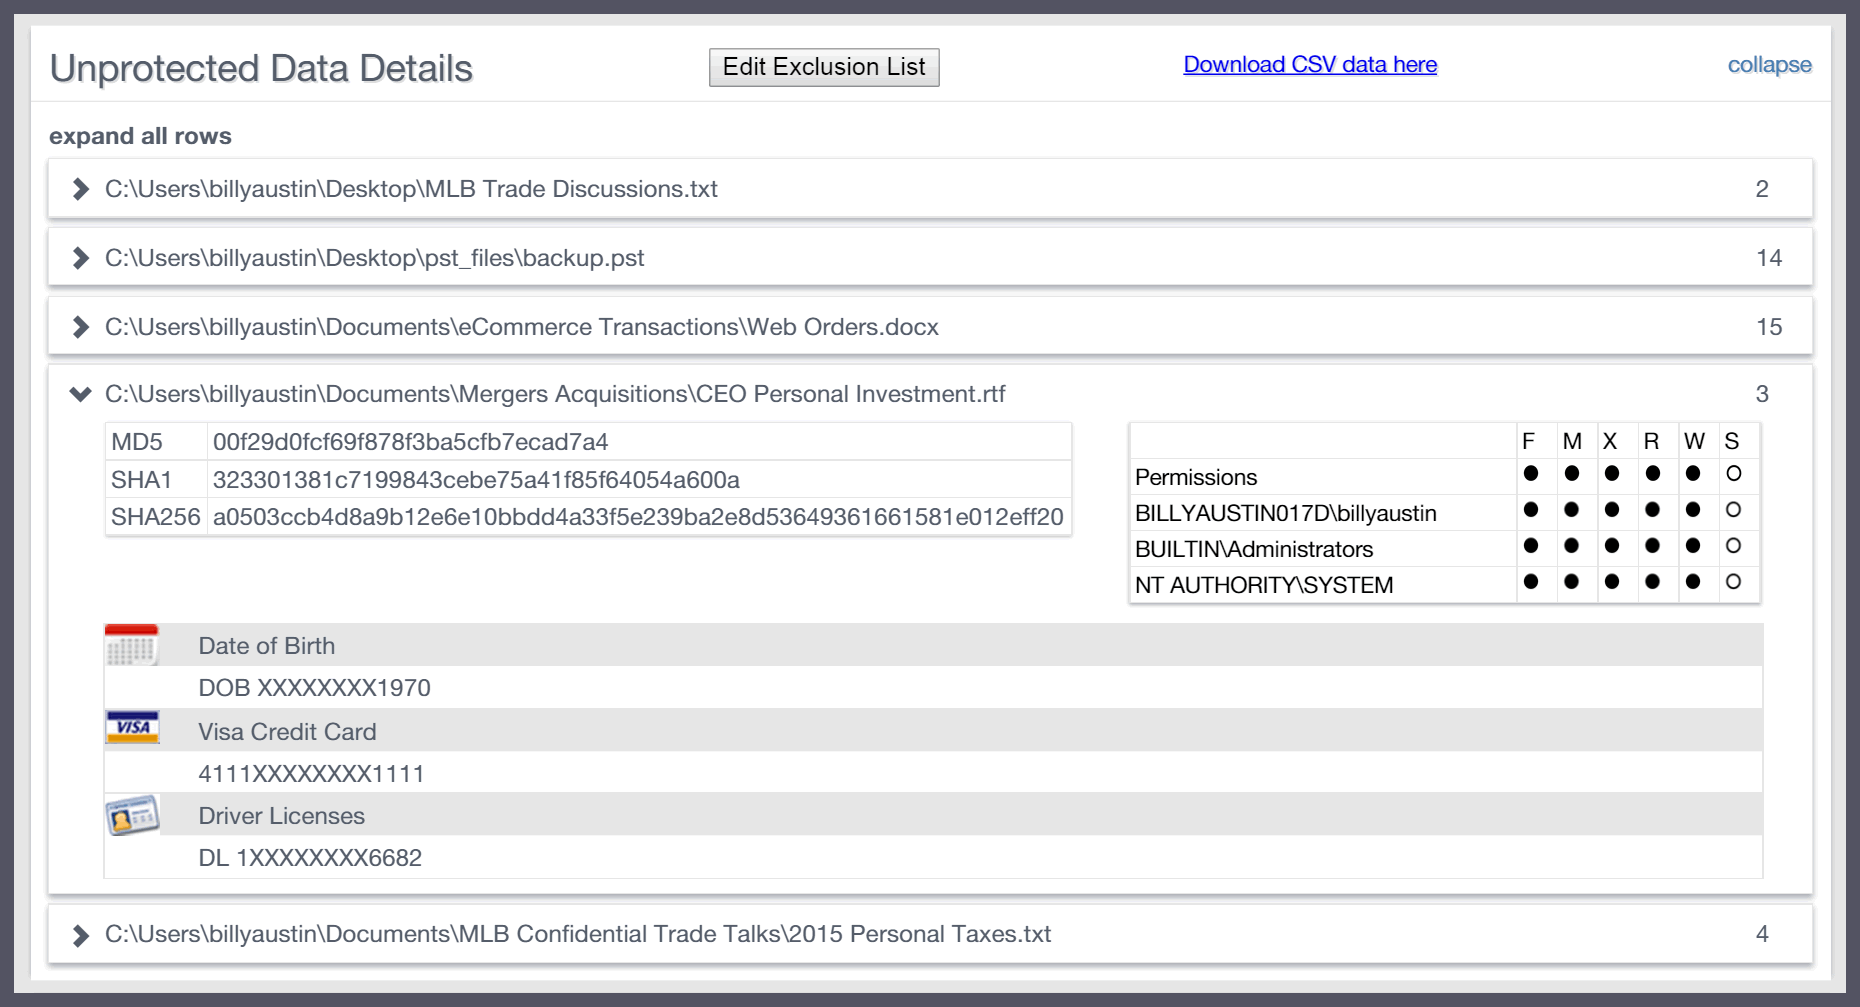 Unprotected Data Details
Edit Exclusion List
Download CSV data here
collapse
expand all rows
C:\Users\billyaustin\Desktop\MLB Trade Discussions.txt 2
C:\Users\billyaustin\Desktop\pst_files\backup.pst 14
C:\Users\billyaustin\Documents\eCommerce Transactions\Web Orders.docx 15
C:\Users\billyaustin\Documents\Mergers Acquisitions\CEO Personal Investment.rtf 3
MD5 00f29d0fcf69f878f3ba5cfb7ecad7a4
SHA1 323301381c7199843cebe75a41f85f64054a600a
SHA256 a0503ccb4d8a9b12e6e10bbdd4a33f5e239ba2e8d53649361661581e012eff20
F M X R W S
Permissions
BILLYAUSTIN017D\billyaustin
BUILTIN\Administrators
NT AUTHORITY\SYSTEM
Date of Birth
DOB XXXXXXXX1970
VISA Visa Credit Card
4111XXXXXXXX1111
Driver Licenses
DL 1XXXXXXXX6682
C:\Users\billyaustin\Documents\MLB Confidential Trade Talks\2015 Personal Taxes.txt 4